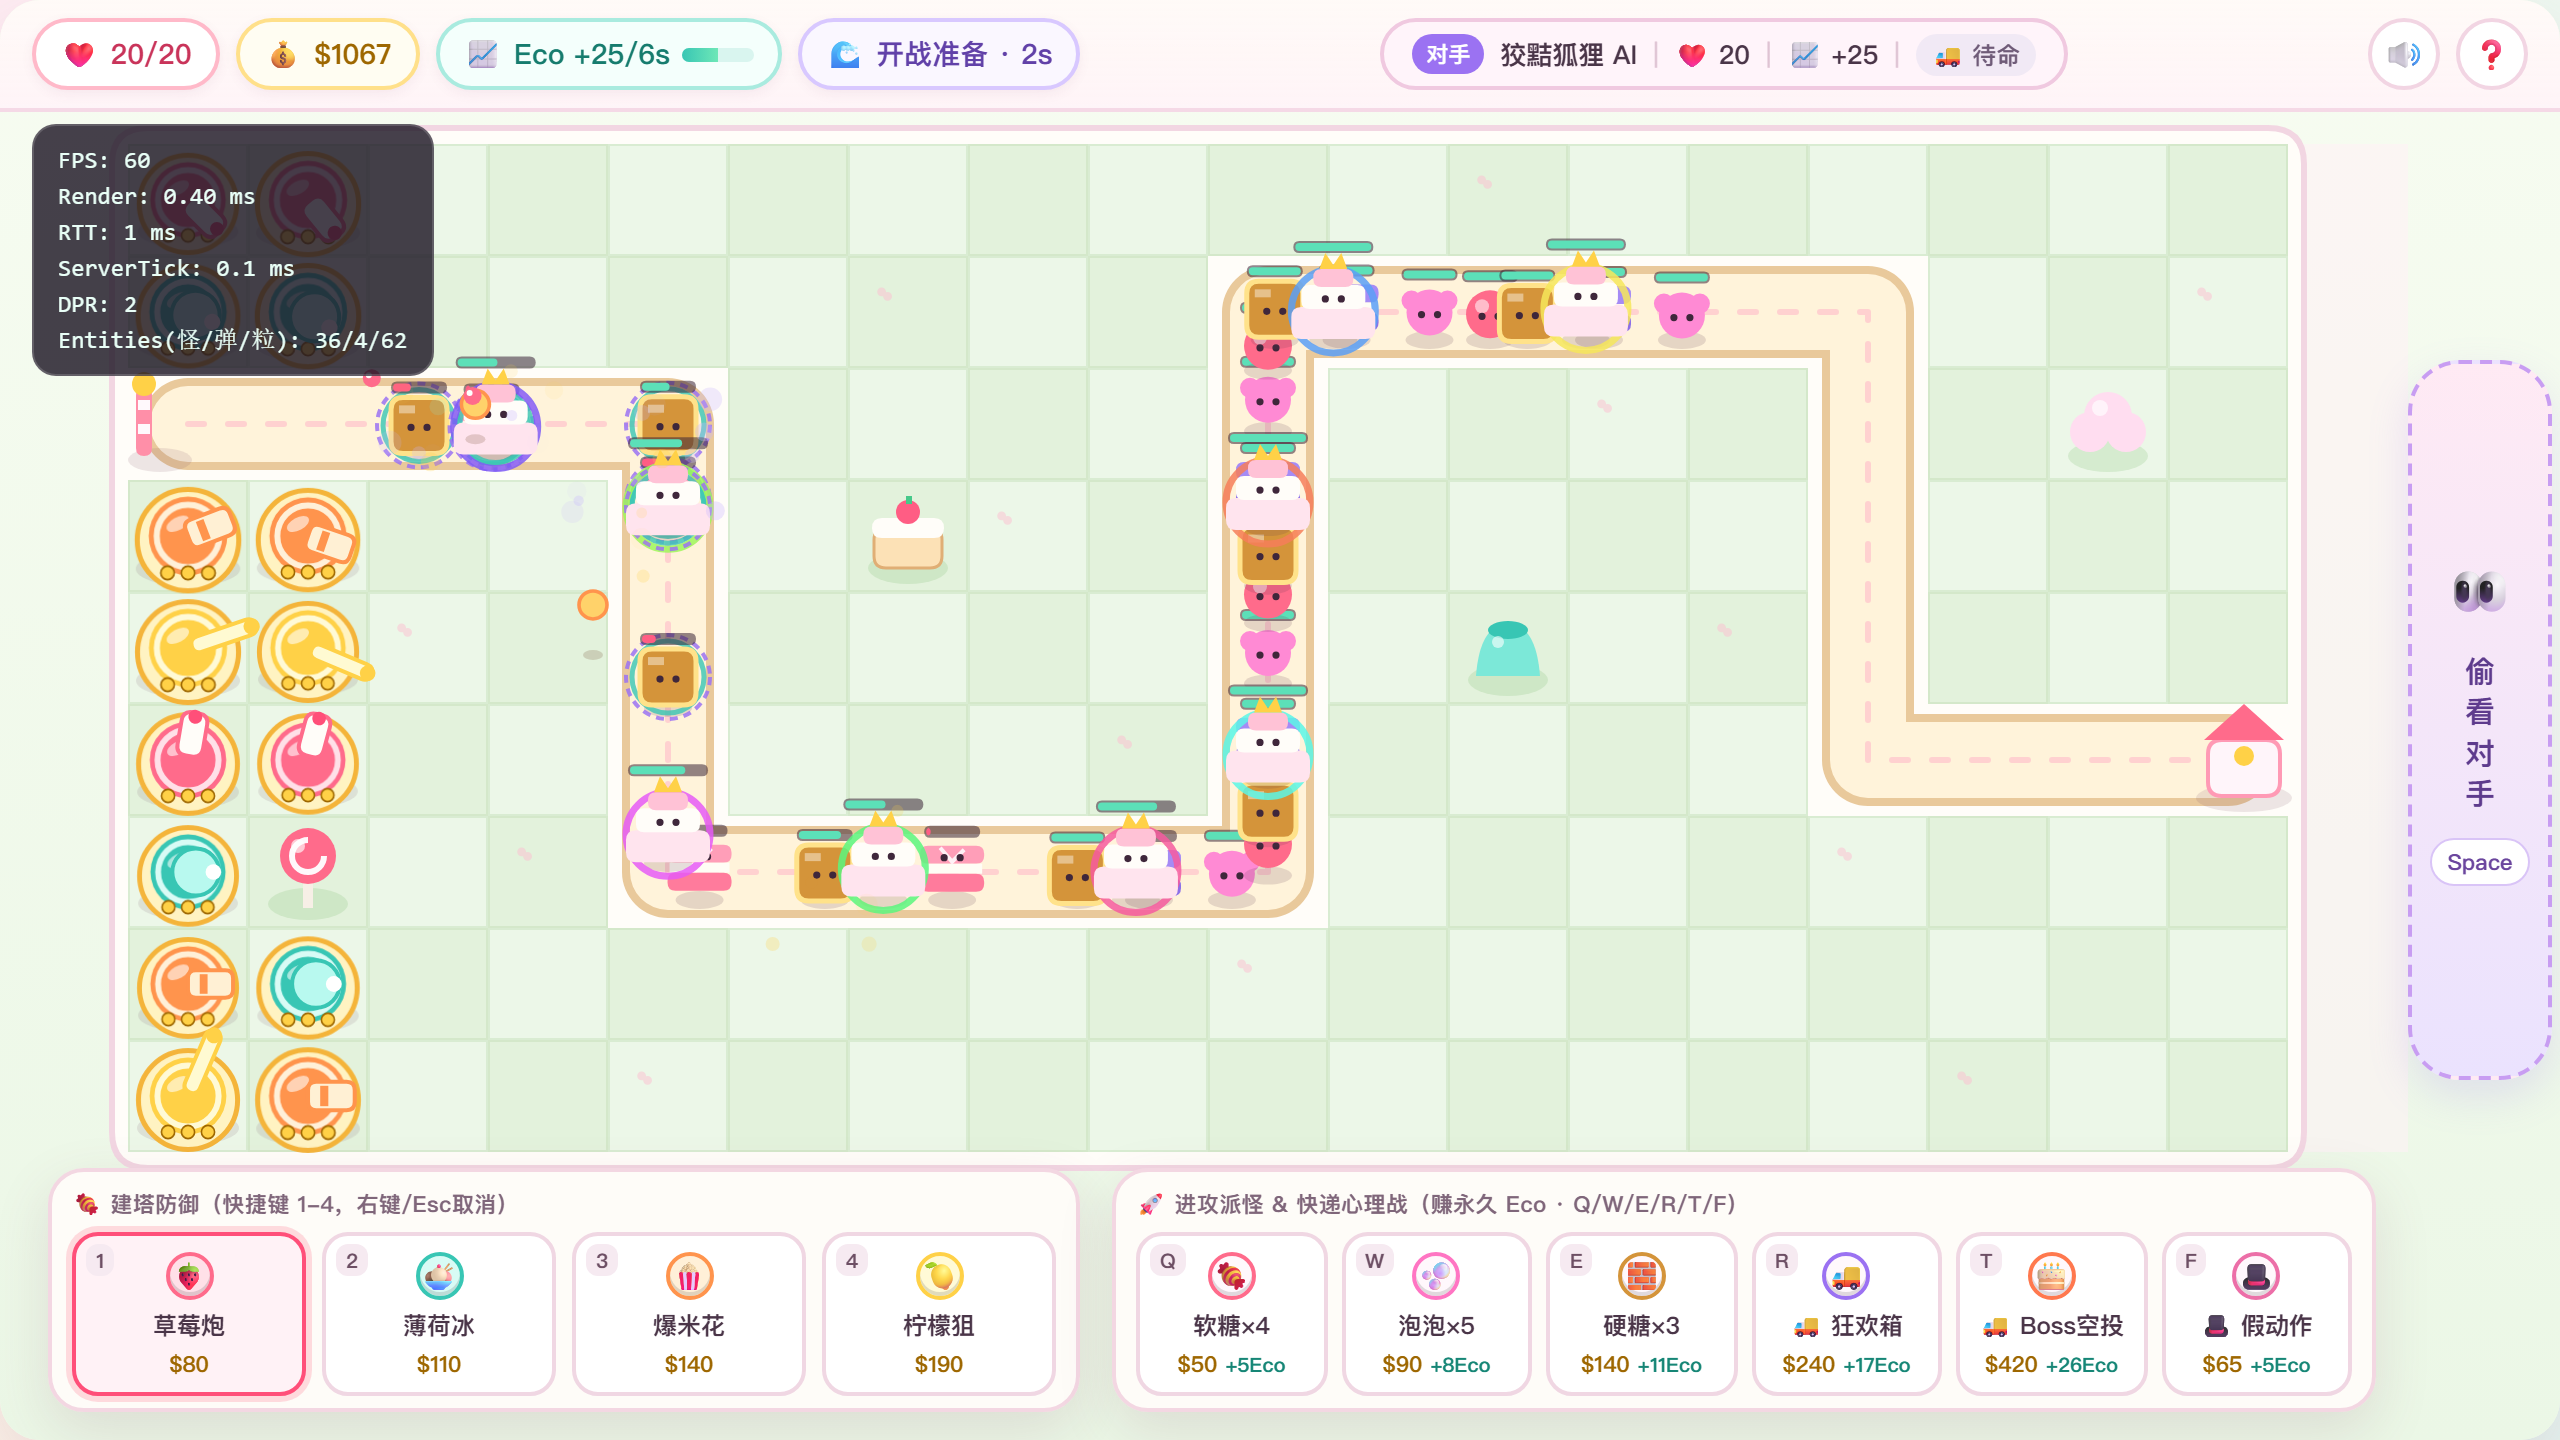 20/20
$1067
Eco +25/6s
开战准备 · 2s
对手 狡黠狐狸 AI | 20 | +25 | 待命
FPS: 60
Render: 0.40 ms
RTT: 1 ms
ServerTick: 0.1 ms
DPR: 2
Entities(怪/弹/粒): 36/4/62
偷看对手
Space
建塔防御（快捷键 1–4，右键/Esc取消）
1
草莓炮
$80
2
薄荷冰
$110
3
爆米花
$140
4
柠檬狙
$190
进攻派怪 & 快递心理战（赚永久 Eco · Q/W/E/R/T/F）
Q
软糖×4
$50 +5Eco
W
泡泡×5
$90 +8Eco
E
硬糖×3
$140 +11Eco
R
狂欢箱
$240 +17Eco
T
Boss空投
$420 +26Eco
F
假动作
$65 +5Eco